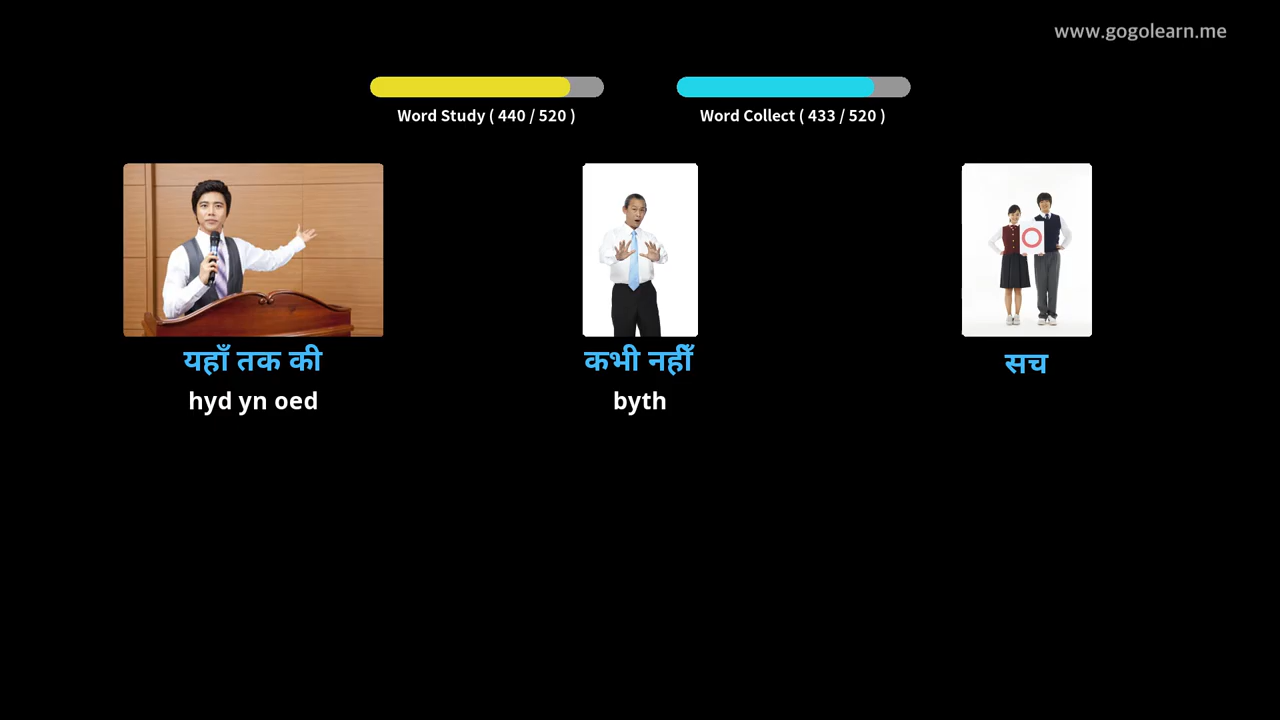 www.gogolearn.me
Word Study ( 440 / 520 )
Word Collect ( 433 / 520 )
यहाँ तक की
कभी नहीँ
सच
hyd yn oed
byth